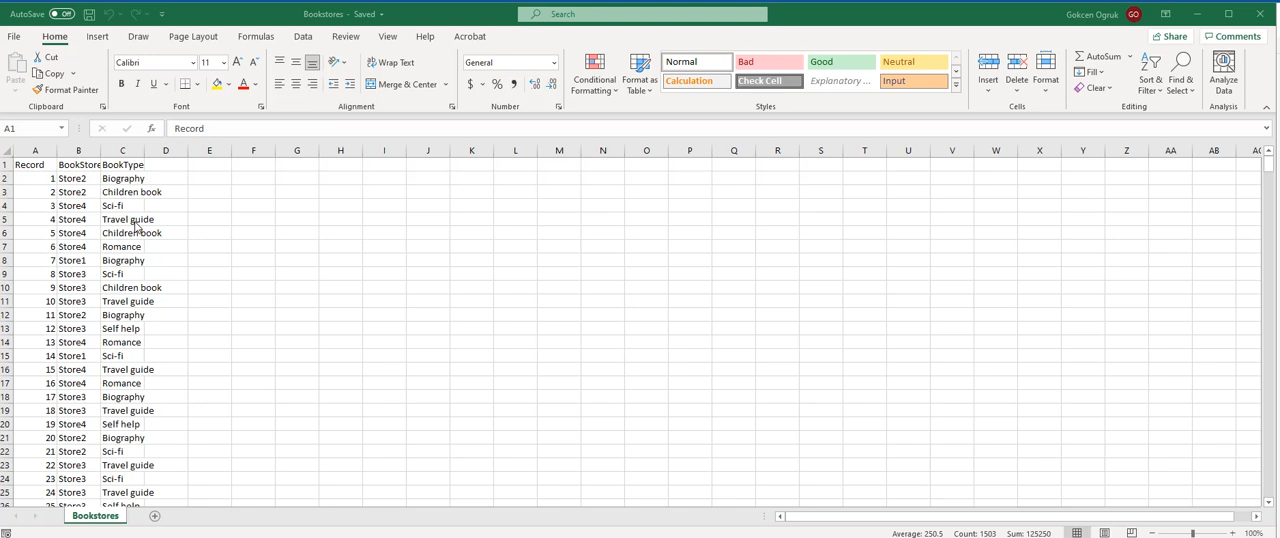 AutoSave Off Bookstores - Saved Search Gokcen Ogruk GO
File Home Insert Draw Page Layout Formulas Data Review View Help Acrobat Share Comments
Paste Cut Copy Format Painter Clipboard
Calibri 11 A A B I U A Font
ab Wrap Text Merge & Center Alignment
General $ % , Number
Conditional Formatting Format as Table Normal Bad Good Neutral Calculation Check Cell Explanatory ... Input Styles
Insert Delete Format Cells
AutoSum Fill Clear Sort & Filter Find & Select Editing
Analyze Data Analysis
A1 fx Record
A B C D E F G H I J K L M N O P Q R S T U V W X Y Z AA AB AC
1 Record BookStore BookType
2 1 Store2 Biography
3 2 Store2 Children book
4 3 Store4 Sci-fi
5 4 Store4 Travel guide
6 5 Store4 Children book
7 6 Store4 Romance
8 7 Store1 Biography
9 8 Store3 Sci-fi
10 9 Store3 Children book
11 10 Store3 Travel guide
12 11 Store2 Biography
13 12 Store3 Self help
14 13 Store4 Romance
15 14 Store1 Sci-fi
16 15 Store4 Travel guide
17 16 Store4 Romance
18 17 Store3 Biography
19 18 Store3 Travel guide
20 19 Store4 Self help
21 20 Store2 Biography
22 21 Store2 Sci-fi
23 22 Store3 Travel guide
24 23 Store3 Sci-fi
25 24 Store3 Travel guide
26 25 Store3 Self help
Bookstores
Average: 250.5 Count: 1503 Sum: 125250 100%